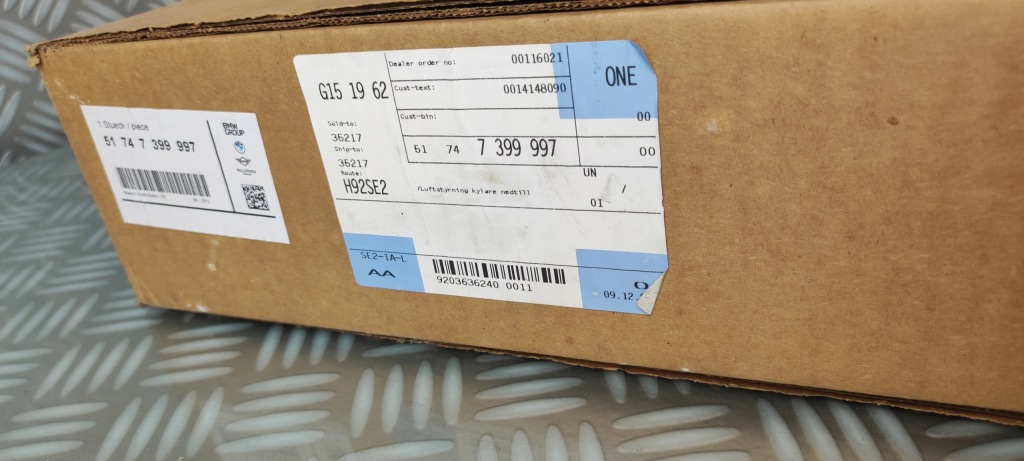 1 Stueck / piece
51 74 7 399 997
BMW
GROUP
G15 19 62
Dealer order no: 00116021
ONE
Cust-text: 0014148090
Cust-bin: 00
Sold-to:
36217
Ship-to:
36217
51 74 7 399 997 00
Route:
H92SE2
/Luftstyrning kylare nedtill
UN
01 /
SE2-1A-L
AA
9203636240 0011
09.12.